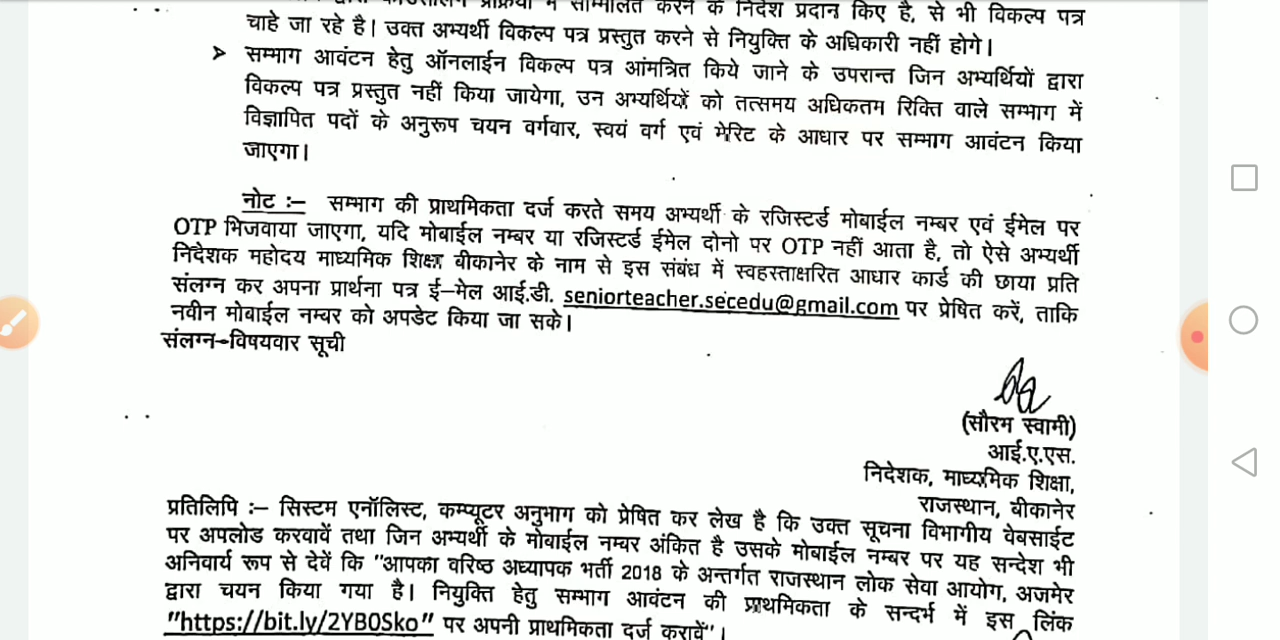 प्रक्रिया में सम्मिलित करने के निर्देश प्रदान किए है, से भी विकल्प पत्र
चाहे जा रहे है। उक्त अभ्यर्थी विकल्प पत्र प्रस्तुत करने से नियुक्ति के अधिकारी नहीं होगे।
➢ सम्भाग आवंटन हेतु ऑनलाईन विकल्प पत्र आंमत्रित किये जाने के उपरान्त जिन अभ्यर्थियों द्वारा
विकल्प पत्र प्रस्तुत नहीं किया जायेगा, उन अभ्यर्थियों को तत्समय अधिकतम रिक्ति वाले सम्भाग में
विज्ञापित पदों के अनुरूप चयन वर्गवार, स्वयं वर्ग एवं मेरिट के आधार पर सम्भाग आवंटन किया
जाएगा।
नोट :– सम्भाग की प्राथमिकता दर्ज करते समय अभ्यर्थी के रजिस्टर्ड मोबाईल नम्बर एवं ईमेल पर
OTP भिजवाया जाएगा, यदि मोबाईल नम्बर या रजिस्टर्ड ईमेल दोनो पर OTP नहीं आता है, तो ऐसे अभ्यर्थी
निदेशक महोदय माध्यमिक शिक्षा बीकानेर के नाम से इस संबंध में स्वहस्ताक्षरित आधार कार्ड की छाया प्रति
संलग्न कर अपना प्रार्थना पत्र ई–मेल आई.डी. seniorteacher.secedu@gmail.com पर प्रेषित करें, ताकि
नवीन मोबाईल नम्बर को अपडेट किया जा सके।
संलग्न–विषयवार सूची
(सौरभ स्वामी)
आई.ए.एस.
निदेशक, माध्यमिक शिक्षा,
राजस्थान, बीकानेर
प्रतिलिपि :– सिस्टम एनॉलिस्ट, कम्प्यूटर अनुभाग को प्रेषित कर लेख है कि उक्त सूचना विभागीय वेबसाईट
पर अपलोड करवावें तथा जिन अभ्यर्थी के मोबाईल नम्बर अंकित है उसके मोबाईल नम्बर पर यह सन्देश भी
अनिवार्य रूप से देवें कि "आपका वरिष्ठ अध्यापक भर्ती 2018 के अन्तर्गत राजस्थान लोक सेवा आयोग, अजमेर
द्वारा चयन किया गया है। नियुक्ति हेतु सम्भाग आवंटन की प्राथमिकता के सन्दर्भ में इस लिंक
"https://bit.ly/2YB0Sko" पर अपनी प्राथमिकता दर्ज करावें"।